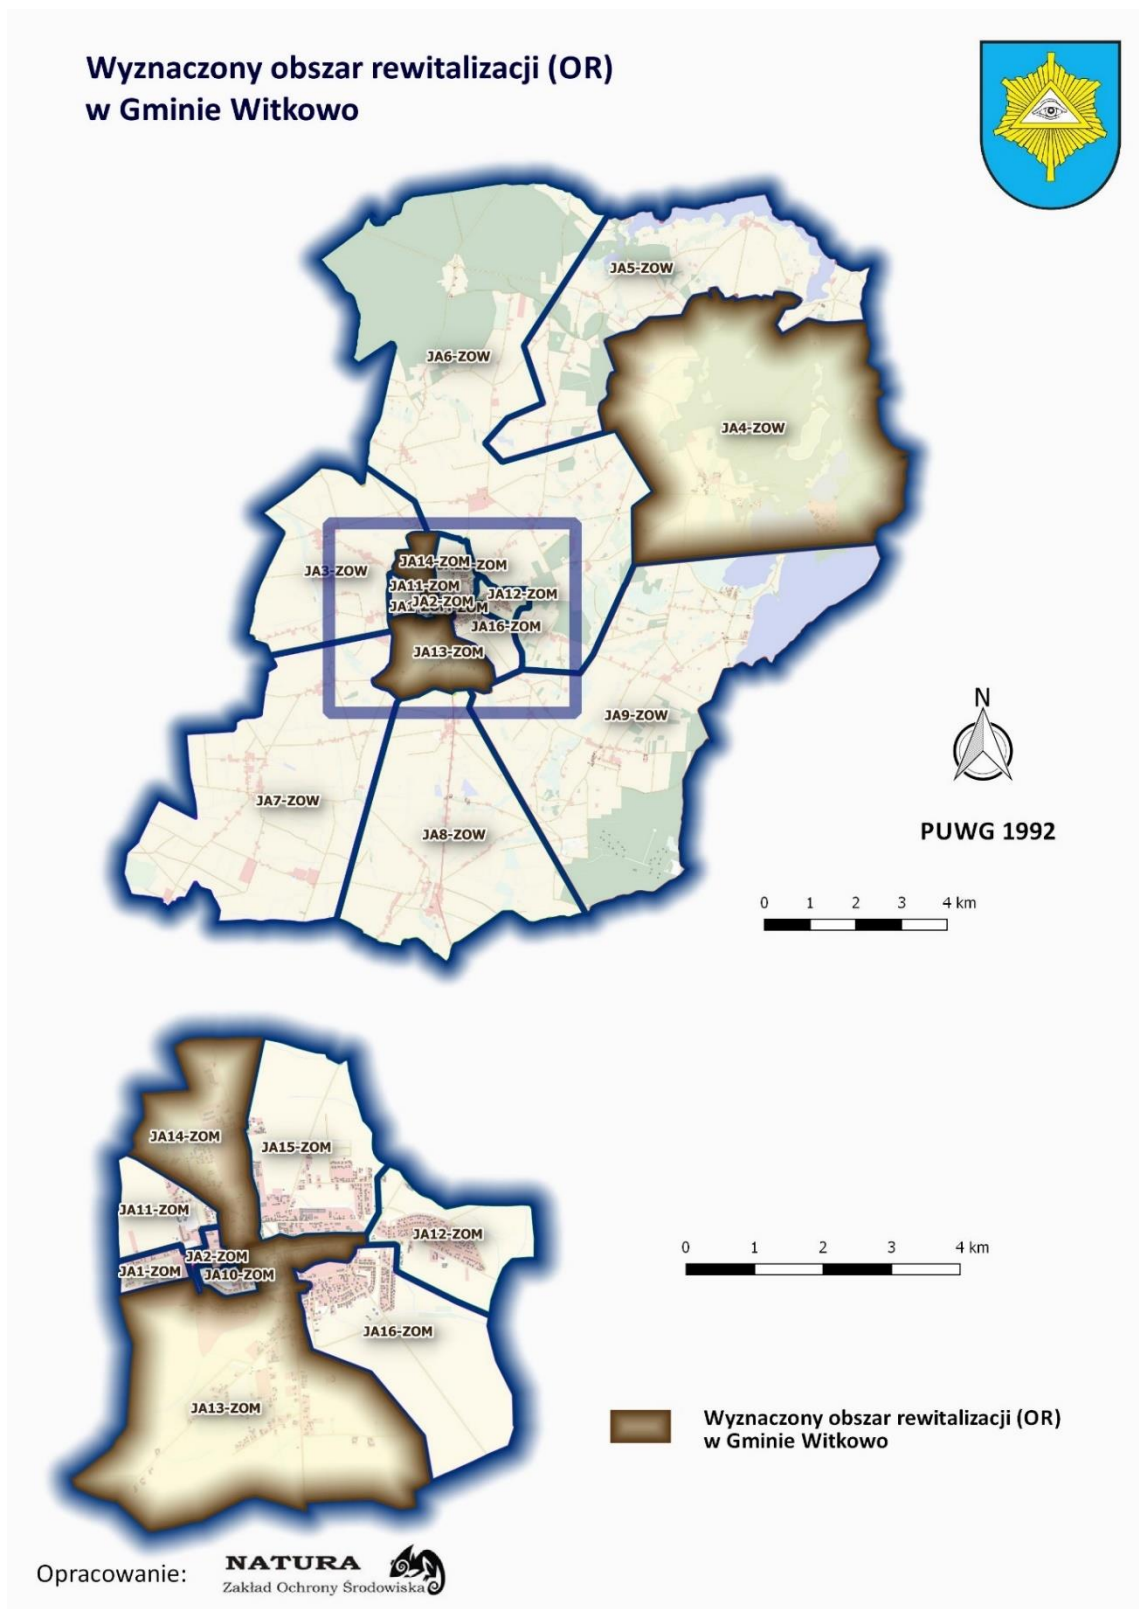 Wyznaczony obszar rewitalizacji (OR)
w Gminie Witkowo
JA5-ZOW
JA6-ZOW
JA4-ZOW
JA3-ZOW
JA14-ZOM
JA11-ZOM
JA2-ZOM
JA12-ZOM
JA16-ZOM
JA13-ZOM
JA9-ZOW
JA7-ZOW
JA8-ZOW
N
PUWG 1992
0 1 2 3 4 km
JA14-ZOM
JA15-ZOM
JA11-ZOM
JA12-ZOM
JA2-ZOM
JA1-ZOM
JA10-ZOM
JA16-ZOM
JA13-ZOM
0 1 2 3 4 km
Wyznaczony obszar rewitalizacji (OR)
w Gminie Witkowo
Opracowanie:
NATURA
Zakład Ochrony Środowiska